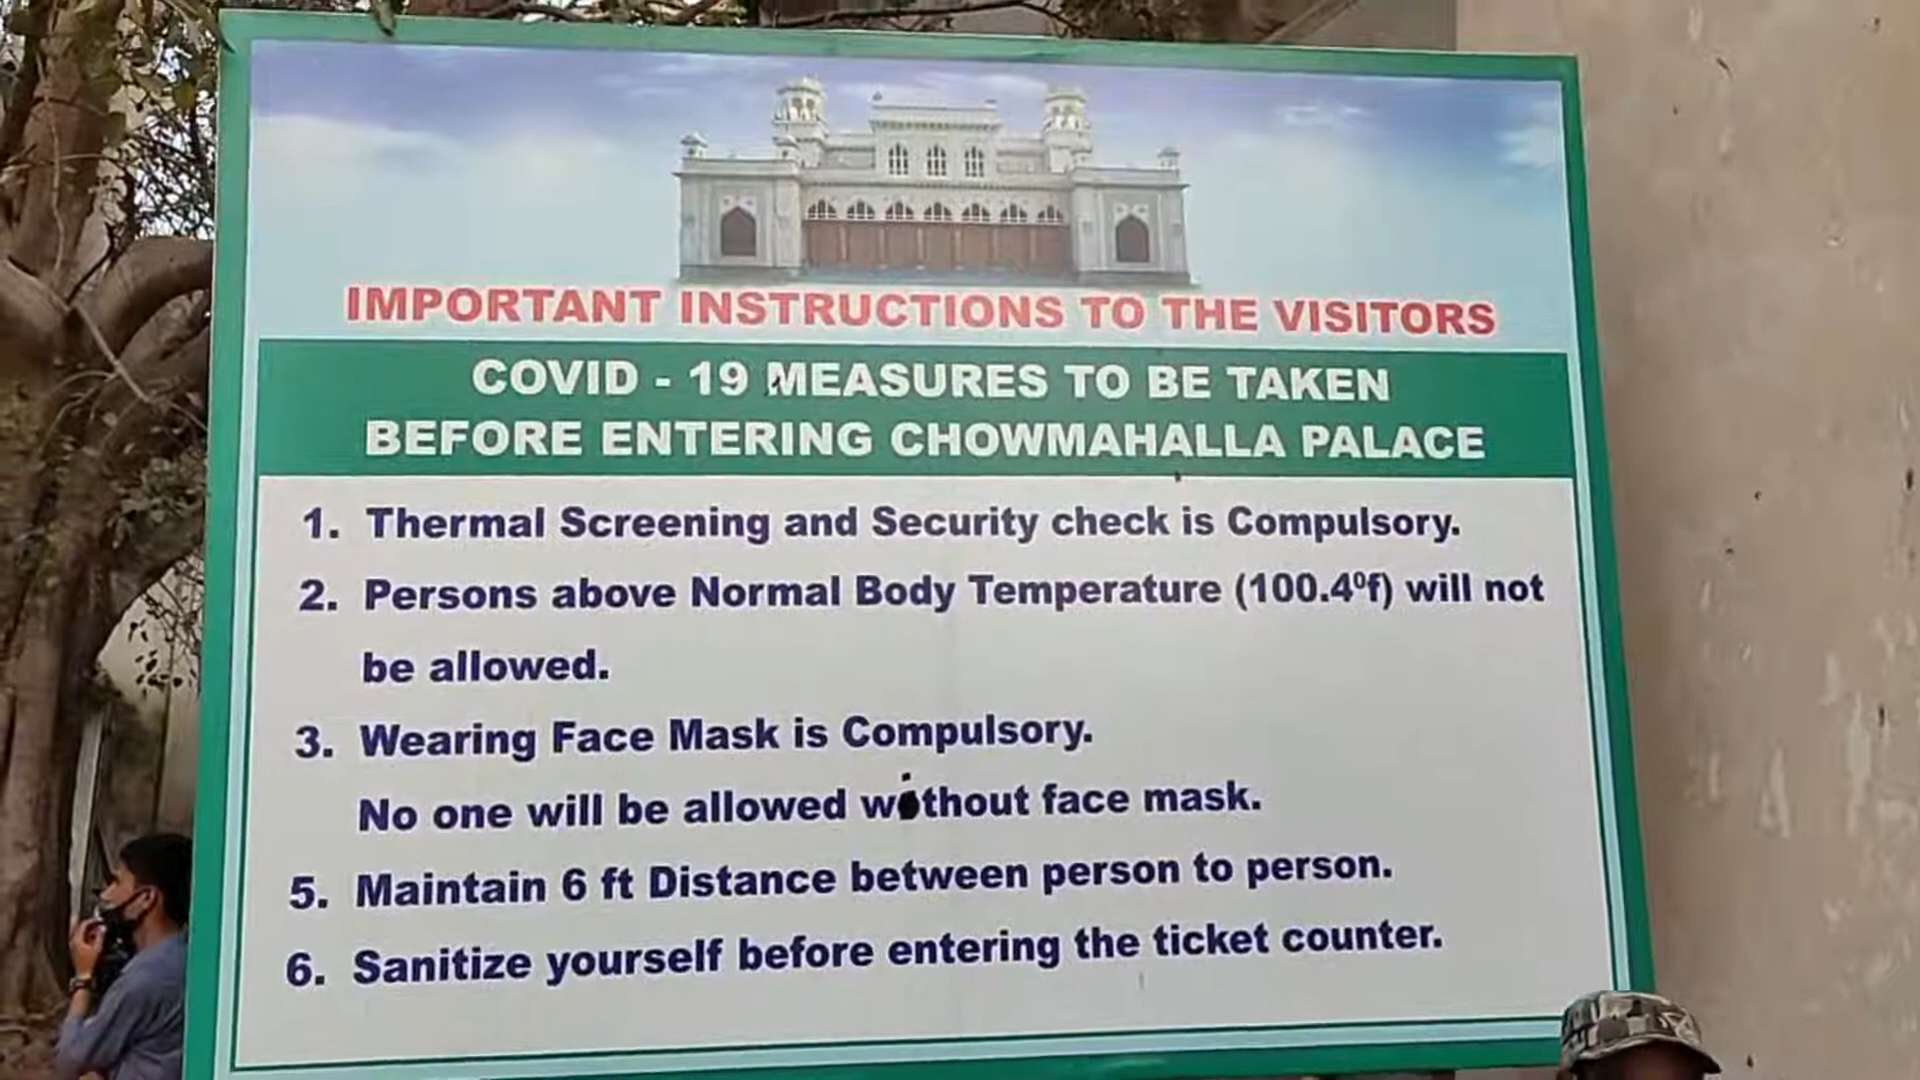 IMPORTANT INSTRUCTIONS TO THE VISITORS
COVID - 19 MEASURES TO BE TAKEN
BEFORE ENTERING CHOWMAHALLA PALACE
1. Thermal Screening and Security check is Compulsory.
2. Persons above Normal Body Temperature (100.4⁰f) will not
be allowed.
3. Wearing Face Mask is Compulsory.
No one will be allowed without face mask.
5. Maintain 6 ft Distance between person to person.
6. Sanitize yourself before entering the ticket counter.